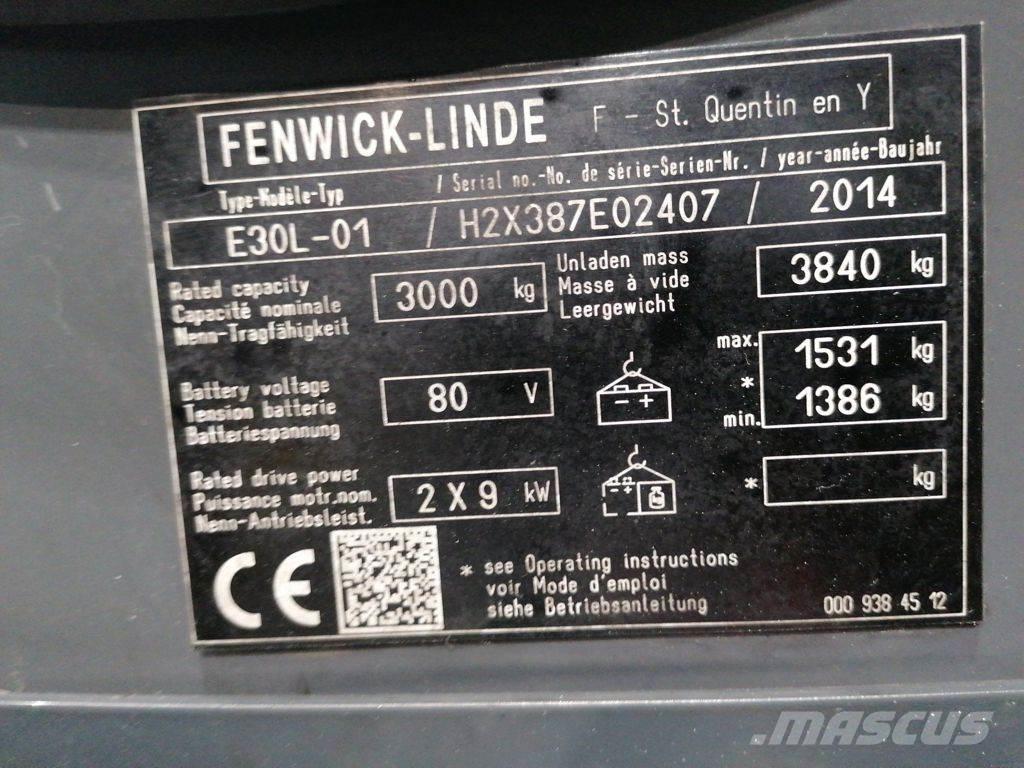 FENWICK-LINDE F - St. Quentin en Y
Type-Modèle-Typ / Serial no.-No. de série-Serien-Nr. / year-année-Baujahr
E30L-01 / H2X387E02407 / 2014
Rated capacity
Capacité nominale
Nenn-Tragfähigkeit
3000 kg
Unladen mass
Masse à vide
Leergewicht
3840 kg
Battery voltage
Tension batterie
Batteriespannung
80 V
- +
max. 1531 kg
*
min. 1386 kg
Rated drive power
Puissance motr.nom.
Nenn-Antriebsleist.
2 X 9 kW
- +
* kg
CE
* see Operating instructions
voir Mode d'emploi
siehe Betriebsanleitung
000 938 45 12
.MASCUS